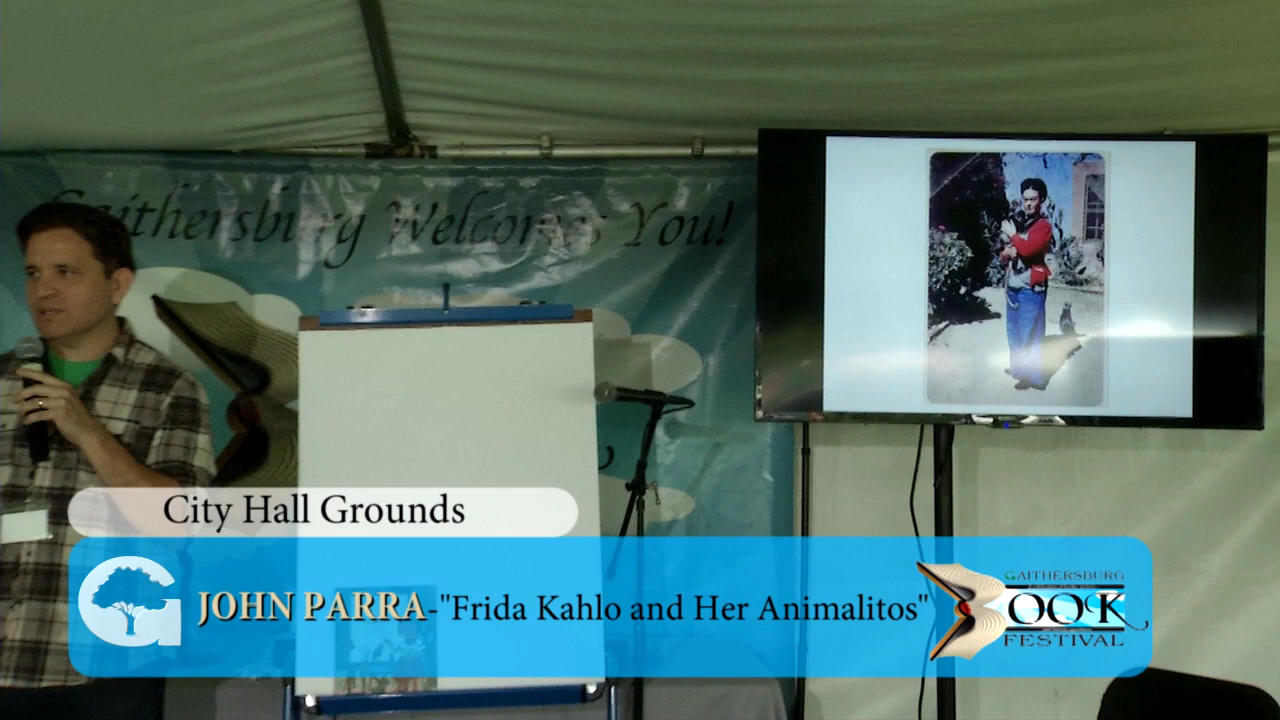 Gaithersburg Welcomes You!
City Hall Grounds
G
JOHN PARRA-"Frida Kahlo and Her Animalitos"
GAITHERSBURG
BOOK
FESTIVAL